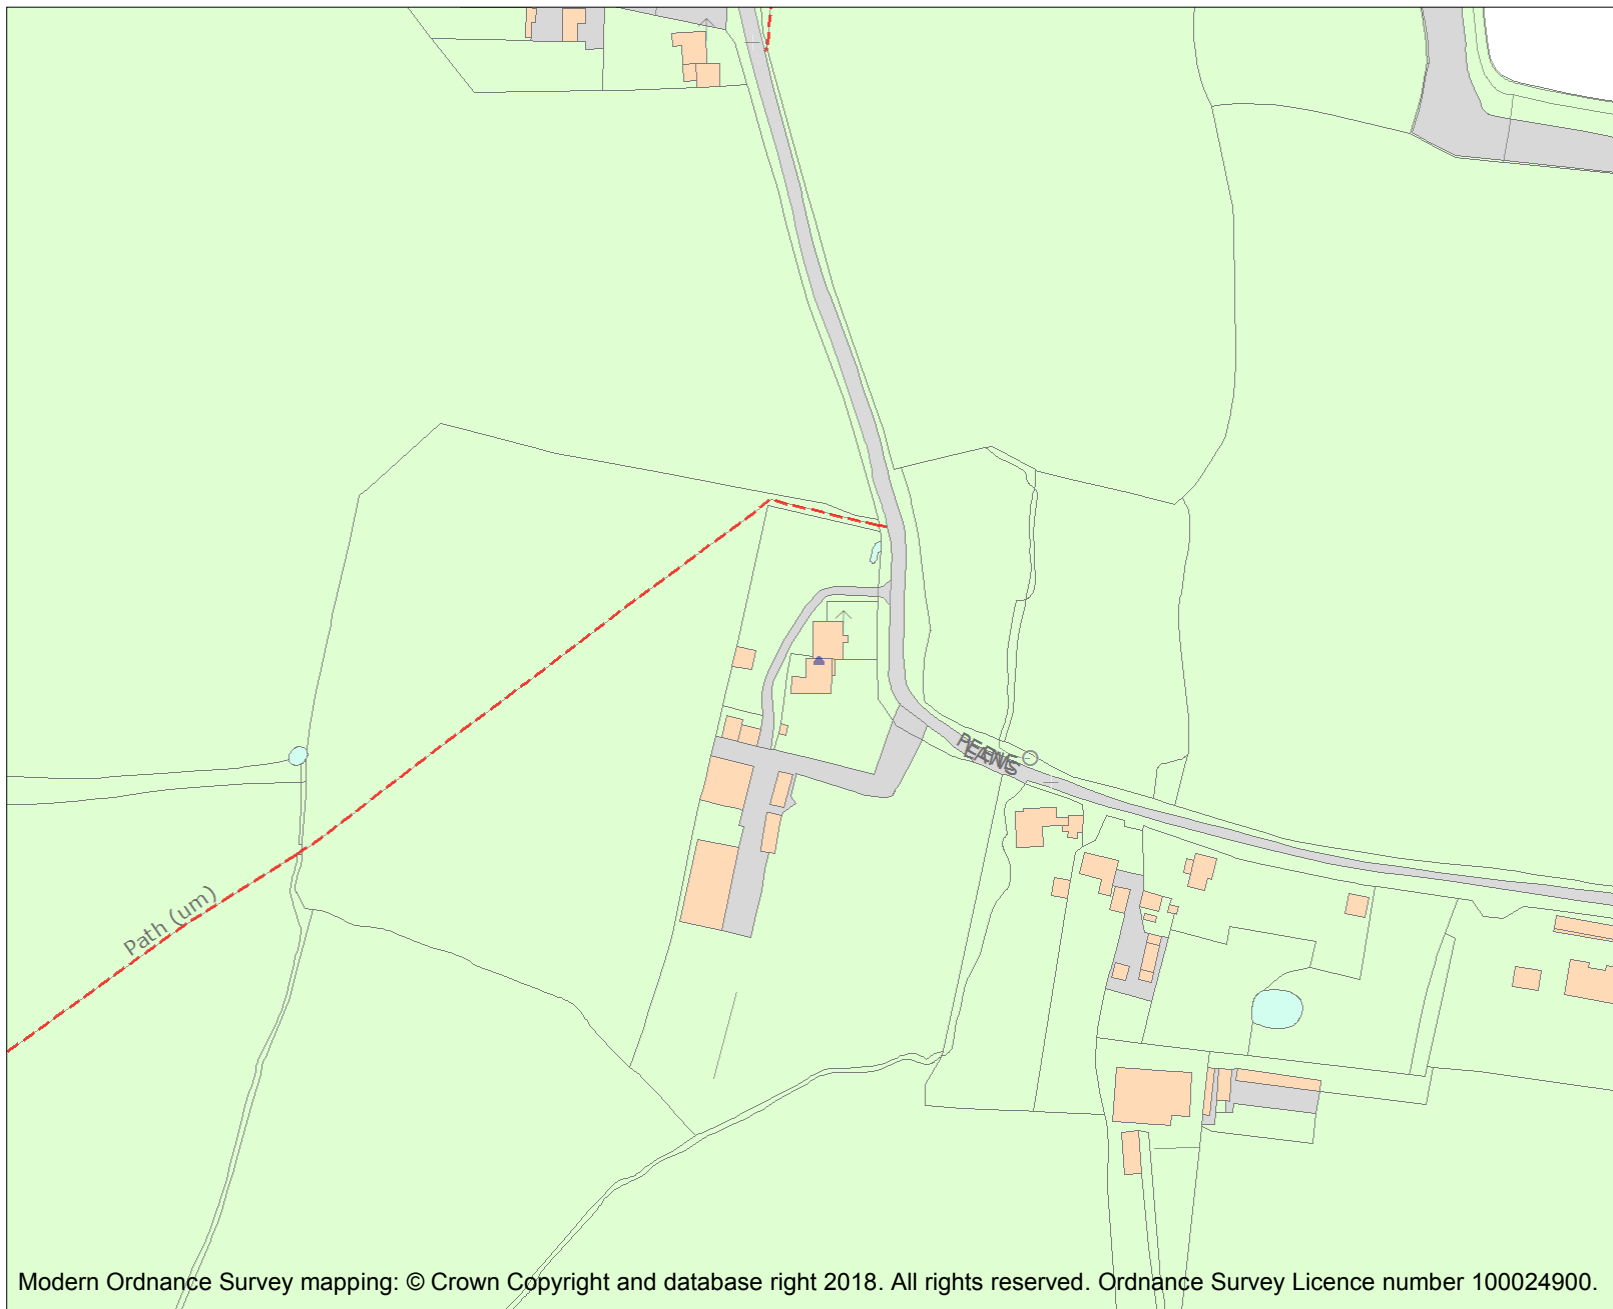 Path (um)
Modern Ordnance Survey mapping: © Crown Copyright and database right 2018. All rights reserved. Ordnance Survey Licence number 100024900.